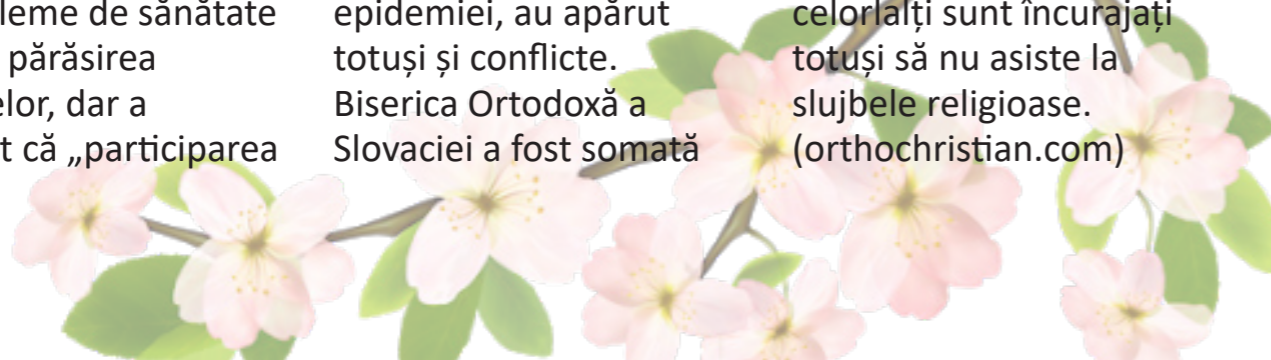 leme de sănătate
părăsirea
elor, dar a
t că „participarea
epidemiei, au apărut
totuși și conflicte.
Biserica Ortodoxă a
Slovaciei a fost somată
celorlalți sunt încurajați
totuși să nu asiste la
slujbele religioase.
(orthochristian.com)